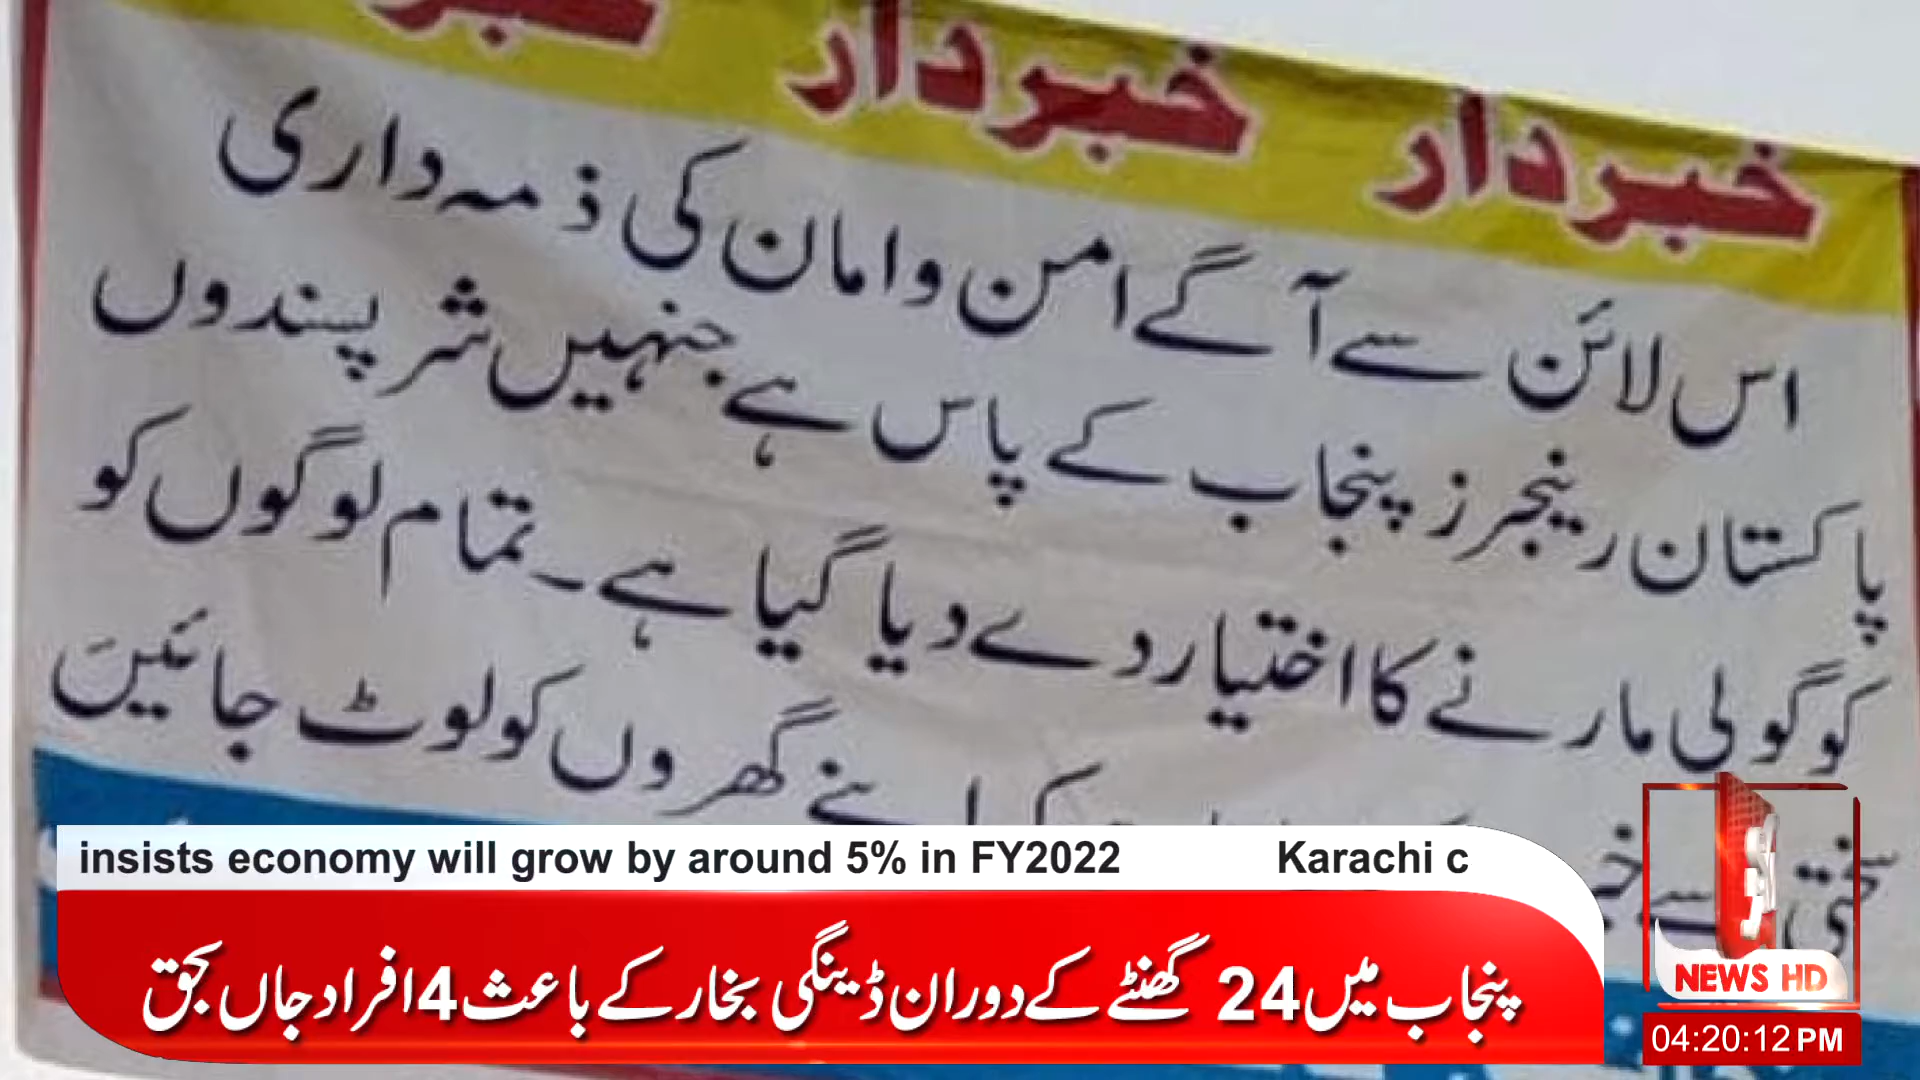 خبردار خبردار خبردار
اس لائن سے آگے امن وامان کی ذمہ داری
پاکستان رینجرز پنجاب کے پاس ہے جنہیں شر پسندوں
کو گولی مارنے کا اختیار دے دیا گیا ہے۔ تمام لوگوں کو
سختی سے اپنے گھروں کو لوٹ جائیں
insists economy will grow by around 5% in FY2022 Karachi c
پنجاب میں 24 گھنٹے کے دوران ڈینگی بخار کے باعث 4 افراد جاں بحق
NEWS HD
04:20:12 PM